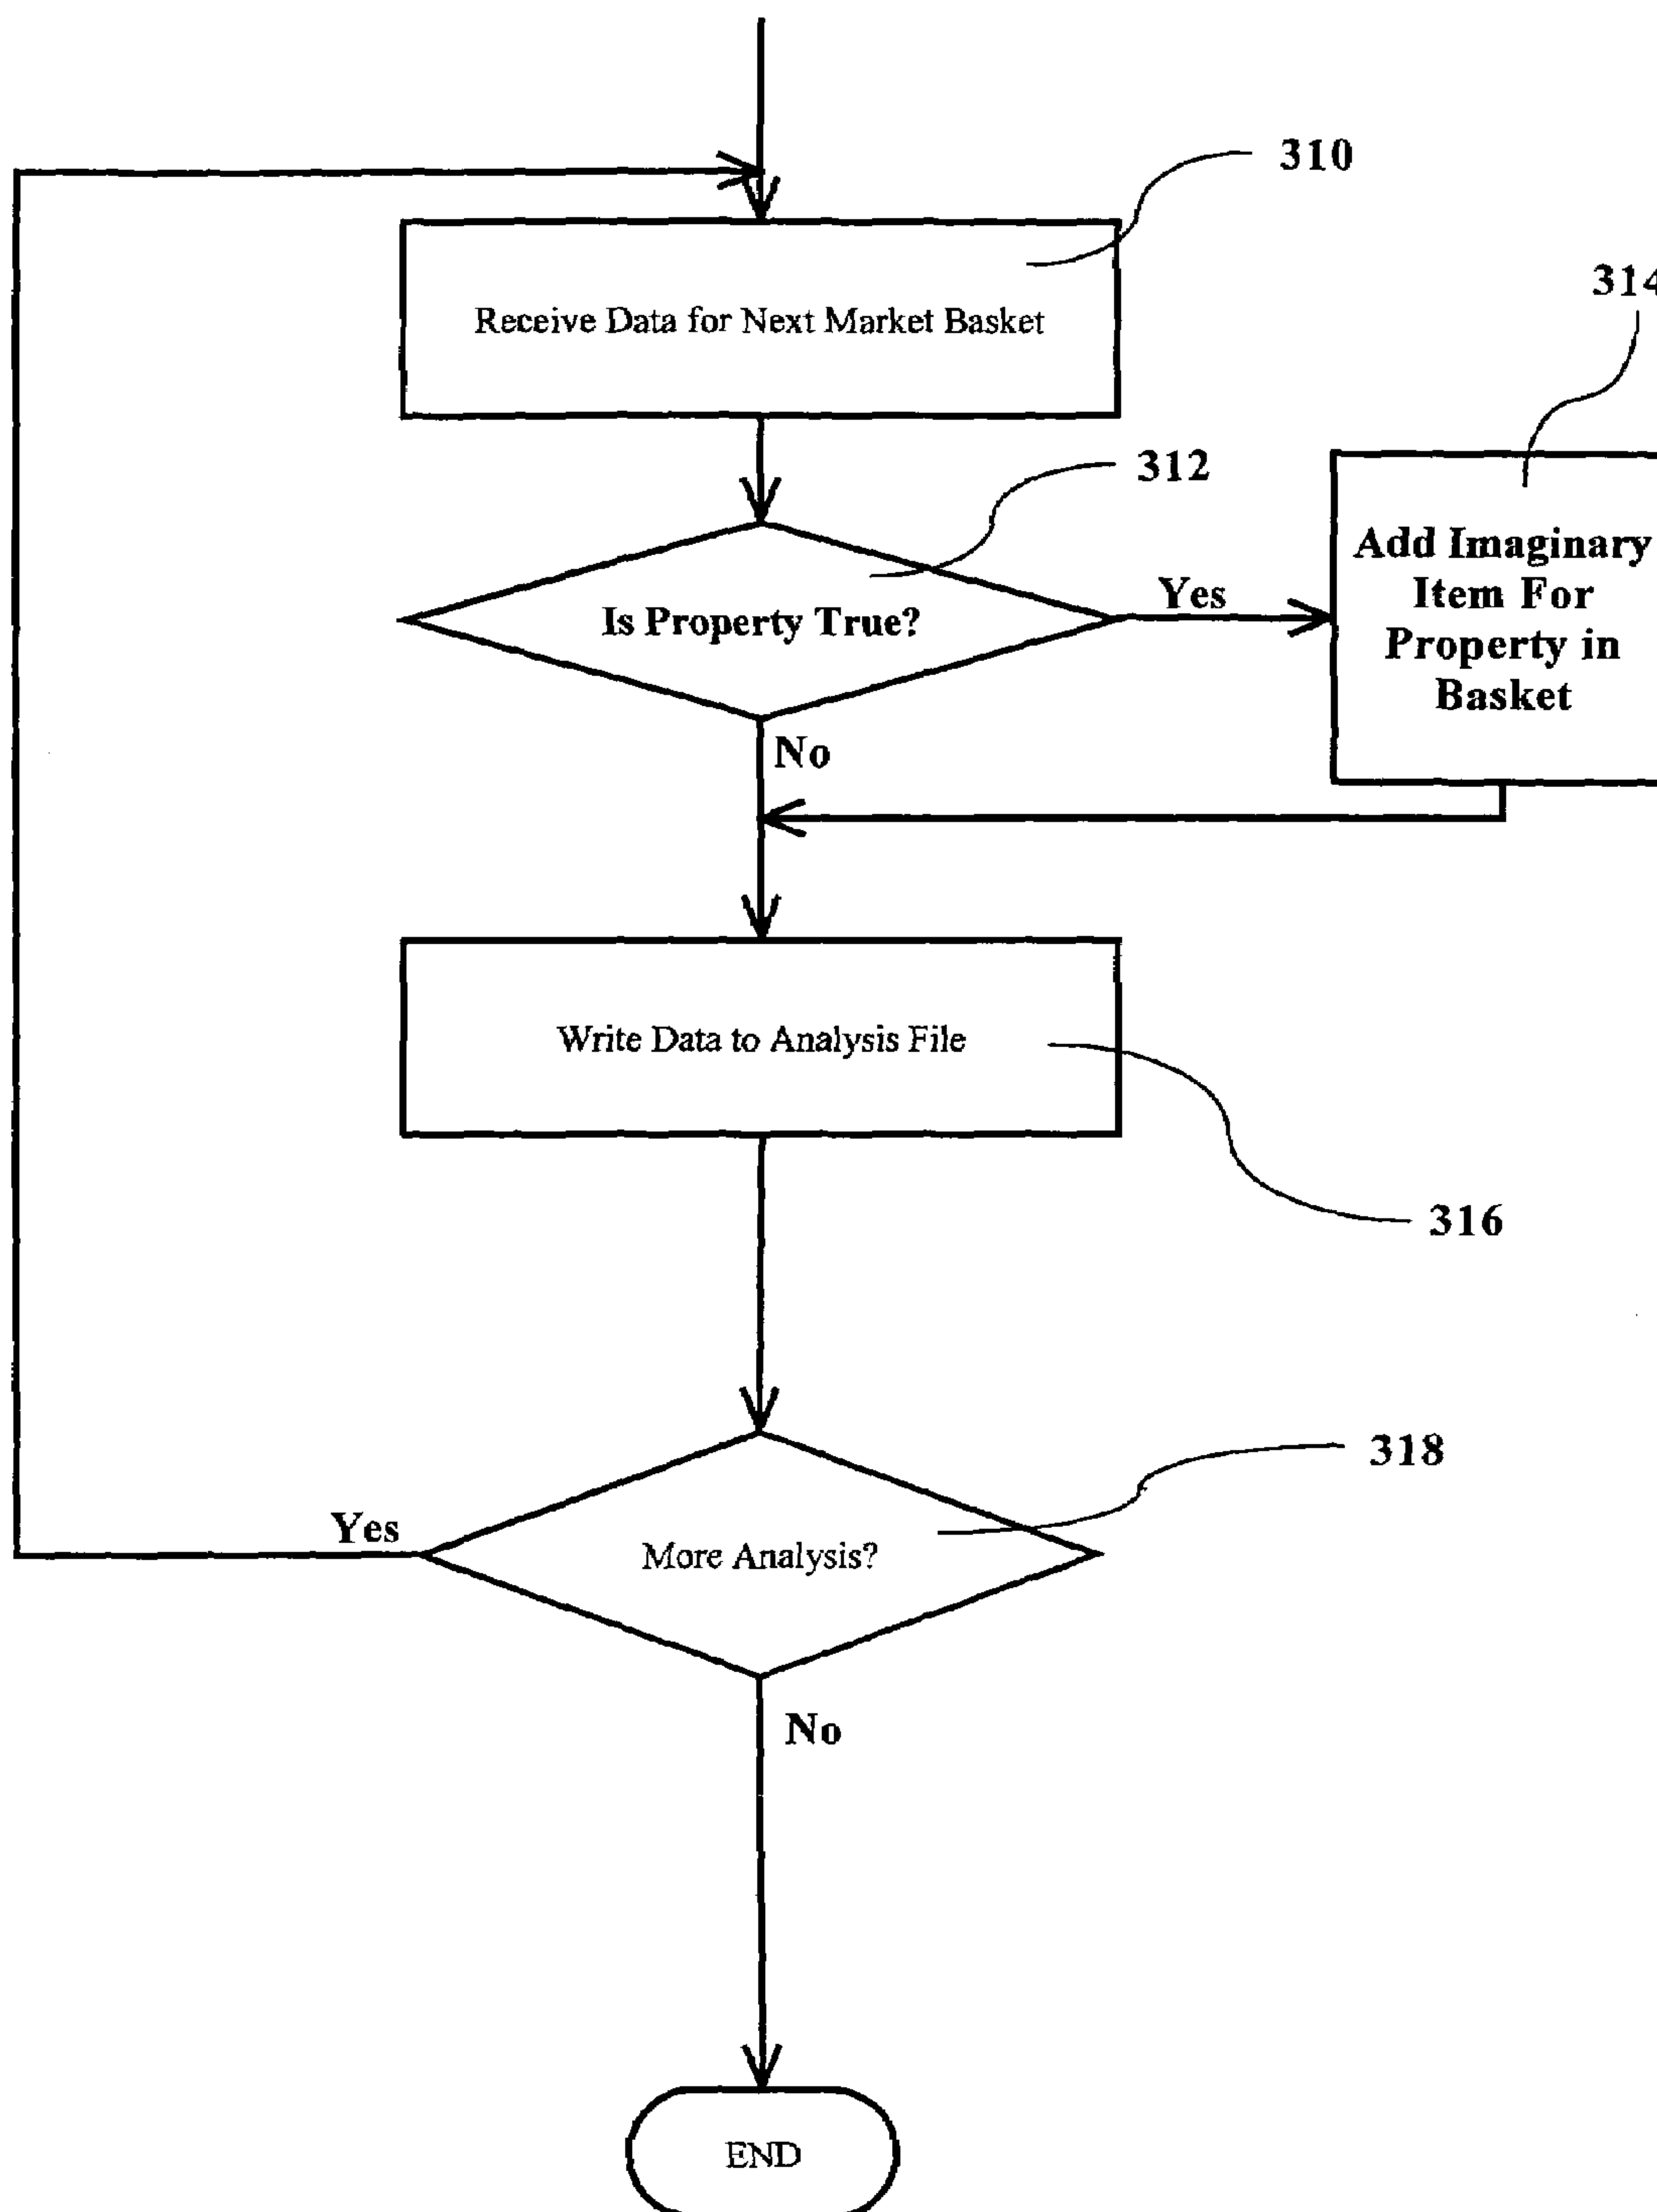 310
Receive Data for Next Market Basket
314
312
Is Property True?
Yes
Add Imaginary
Item For
Property in
Basket
No
Write Data to Analysis File
316
318
Yes
More Analysis?
No
END